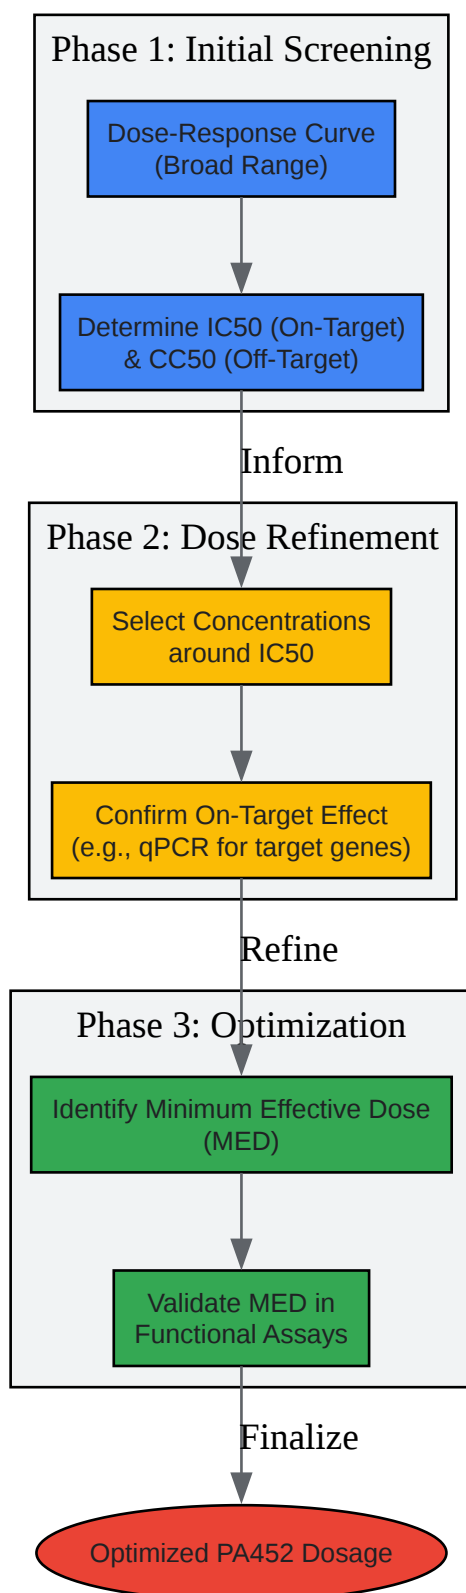 Phase 1: Initial Screening
Dose-Response Curve
(Broad Range)
Determine IC50 (On-Target)
& CC50 (Off-Target)
Inform
Phase 2: Dose Refinement
Select Concentrations
around IC50
Confirm On-Target Effect
(e.g., qPCR for target genes)
Refine
Phase 3: Optimization
Identify Minimum Effective Dose
(MED)
Validate MED in
Functional Assays
Finalize
Optimized PA452 Dosage